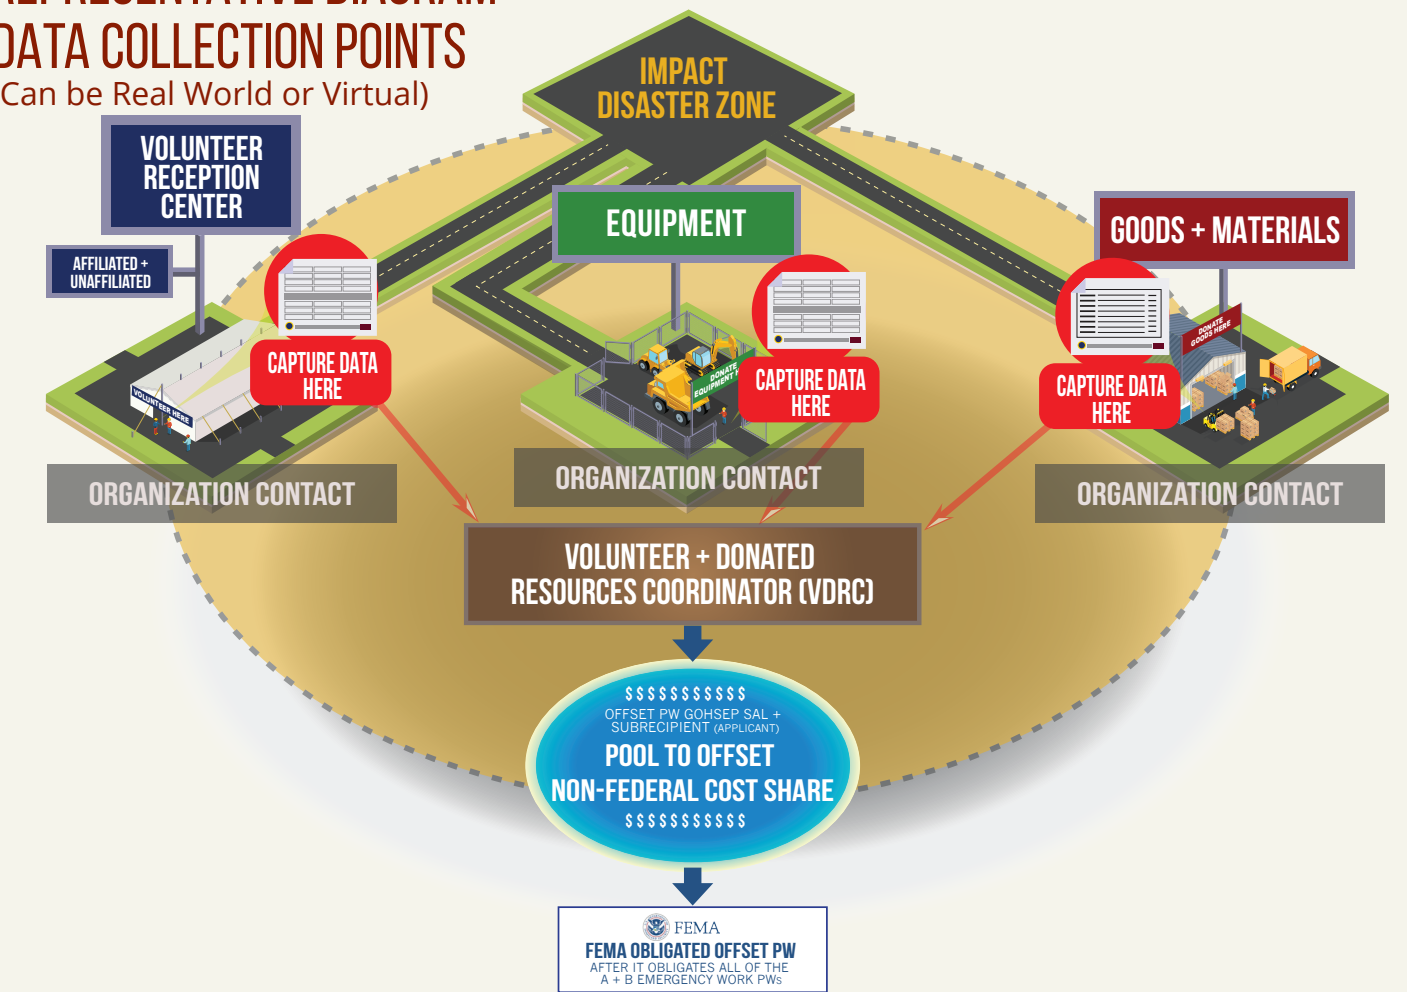 REPRESENTATIVE DIAGRAM
DATA COLLECTION POINTS
(Can be Real World or Virtual)
IMPACT
DISASTER ZONE
VOLUNTEER
RECEPTION
CENTER
AFFILIATED +
UNAFFILIATED
EQUIPMENT
GOODS + MATERIALS
VOLUNTEER HERE
CAPTURE DATA
HERE
DONATE
EQUIPMENT
CAPTURE DATA
HERE
CAPTURE DATA
HERE
DONATE
GOODS HERE
ORGANIZATION CONTACT
ORGANIZATION CONTACT
ORGANIZATION CONTACT
VOLUNTEER + DONATED
RESOURCES COORDINATOR (VDRC)
$$$$$$$$$$$
OFFSET PW GOHSEP SAL +
SUBRECIPIENT (APPLICANT)
POOL TO OFFSET
NON-FEDERAL COST SHARE
$$$$$$$$$$$
FEMA
FEMA OBLIGATED OFFSET PW
AFTER IT OBLIGATES ALL OF THE
A + B EMERGENCY WORK PWs